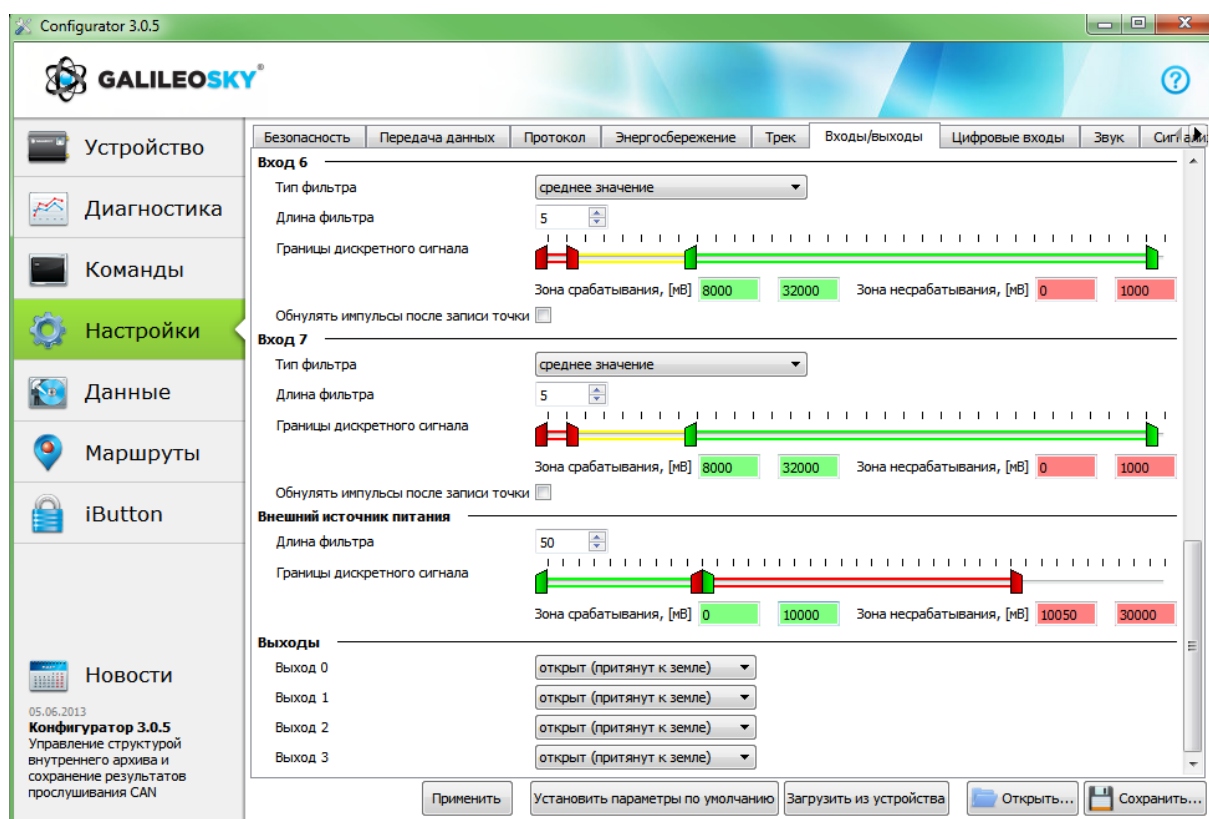 Configurator 3.0.5
GALILEOSKY®
Устройство
Диагностика
Команды
Настройки
Данные
Маршруты
iButton
Новости
05.06.2013
Конфигуратор 3.0.5
Управление структурой
внутреннего архива и
сохранение результатов
прослушивания CAN
Безопасность Передача данных Протокол Энергосбережение Трек Входы/выходы Цифровые входы Звук
Вход 6
Тип фильтра среднее значение
Длина фильтра 5
Границы дискретного сигнала
Зона срабатывания, [мВ] 8000 32000 Зона несрабатывания, [мВ] 0 1000
Обнулять импульсы после записи точки
Вход 7
Тип фильтра среднее значение
Длина фильтра 5
Границы дискретного сигнала
Зона срабатывания, [мВ] 8000 32000 Зона несрабатывания, [мВ] 0 1000
Обнулять импульсы после записи точки
Внешний источник питания
Длина фильтра 50
Границы дискретного сигнала
Зона срабатывания, [мВ] 0 10000 Зона несрабатывания, [мВ] 10050 30000
Выходы
Выход 0 открыт (притянут к земле)
Выход 1 открыт (притянут к земле)
Выход 2 открыт (притянут к земле)
Выход 3 открыт (притянут к земле)
Применить Установить параметры по умолчанию Загрузить из устройства Открыть... Сохранить...